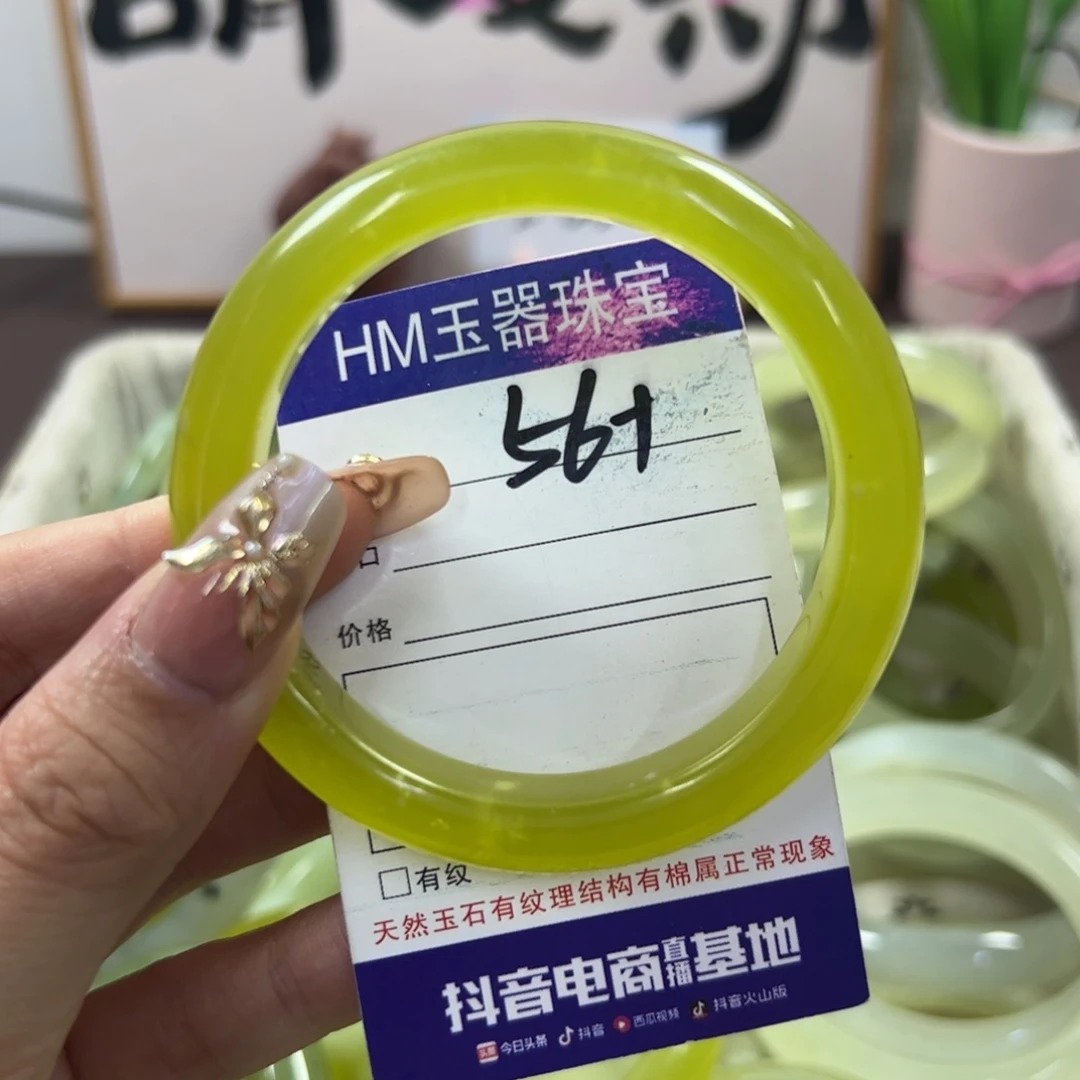 HM玉器珠宝
561
价格
有纹
天然玉石有纹理结构有棉属正常现象
抖音电商直播基地
头条 今日头条 抖音 西瓜视频 抖音火山版